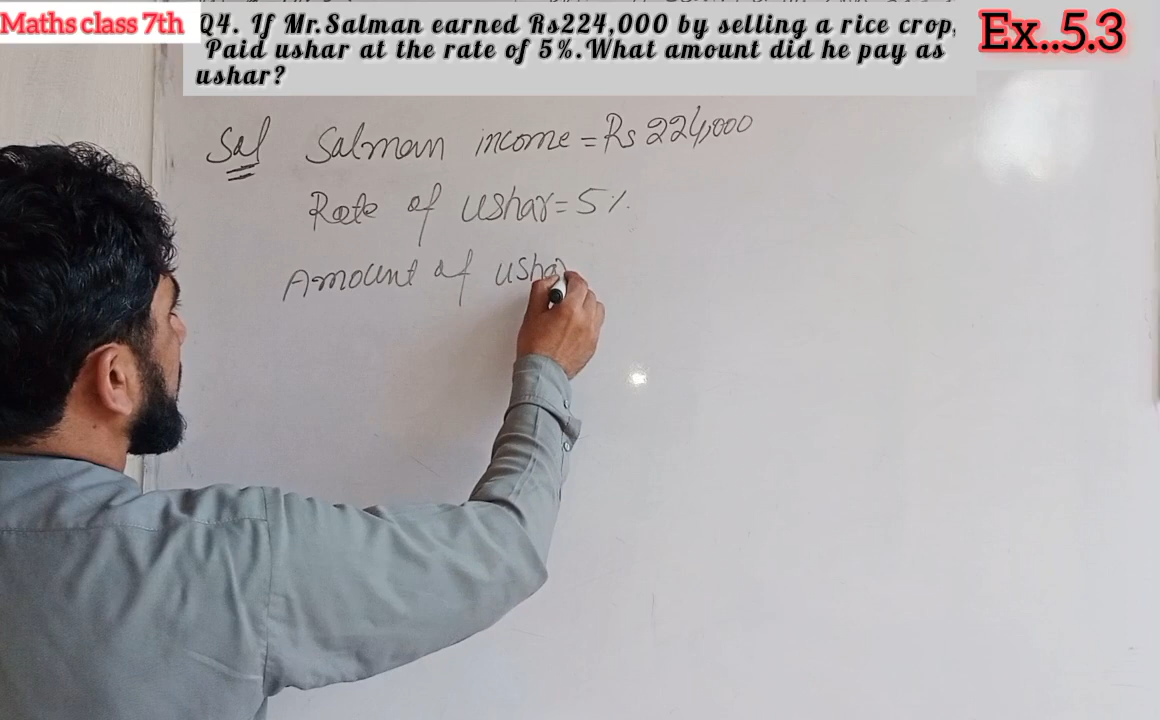 Maths class 7th
Q4. If Mr.Salman earned Rs224,000 by selling a rice crop,
Paid ushar at the rate of 5%.What amount did he pay as
ushar?
Ex..5.3
Sol Salman income = Rs 224,000
Rate of ushar = 5%.
Amount of ushar